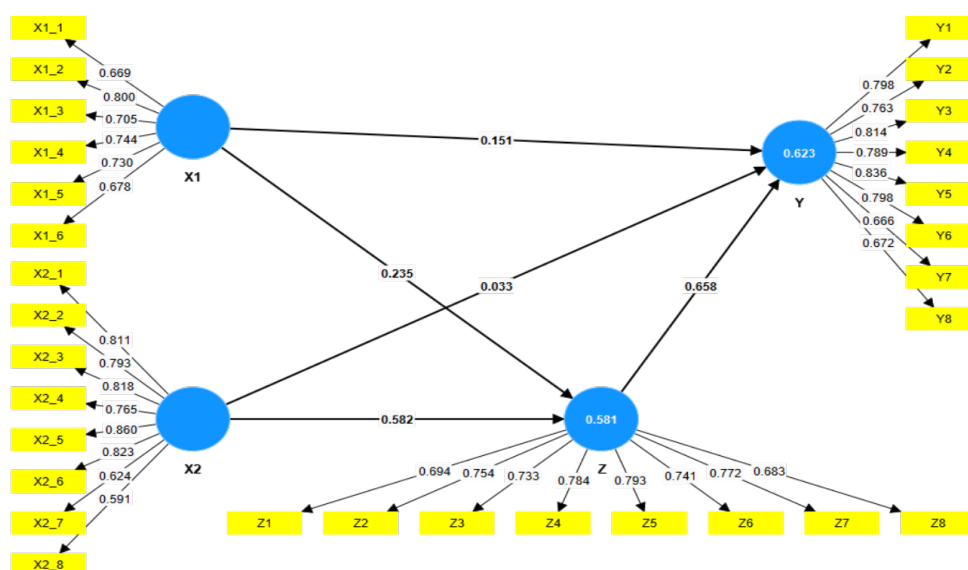 X1_1
X1_2
X1_3
X1_4
X1_5
X1_6
0.669
0.800
0.705
0.744
0.730
0.678
X1
X2_1
X2_2
X2_3
X2_4
X2_5
X2_6
X2_7
X2_8
0.811
0.793
0.818
0.765
0.860
0.823
0.624
0.591
X2
0.151
0.235
0.033
0.582
0.658
0.623
Y
0.798
0.763
0.814
0.789
0.836
0.798
0.666
0.672
Y1
Y2
Y3
Y4
Y5
Y6
Y7
Y8
0.581
Z
0.694
0.754
0.733
0.784
0.793
0.741
0.772
0.683
Z1
Z2
Z3
Z4
Z5
Z6
Z7
Z8